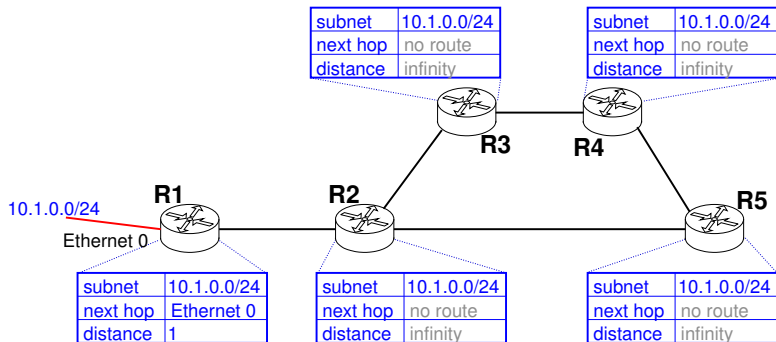 subnet 10.1.0.0/24
next hop no route
distance infinity
subnet 10.1.0.0/24
next hop no route
distance infinity
R3
R4
10.1.0.0/24
R1
R2
R5
Ethernet 0
subnet 10.1.0.0/24
next hop Ethernet 0
distance 1
subnet 10.1.0.0/24
next hop no route
distance infinity
subnet 10.1.0.0/24
next hop no route
distance infinity